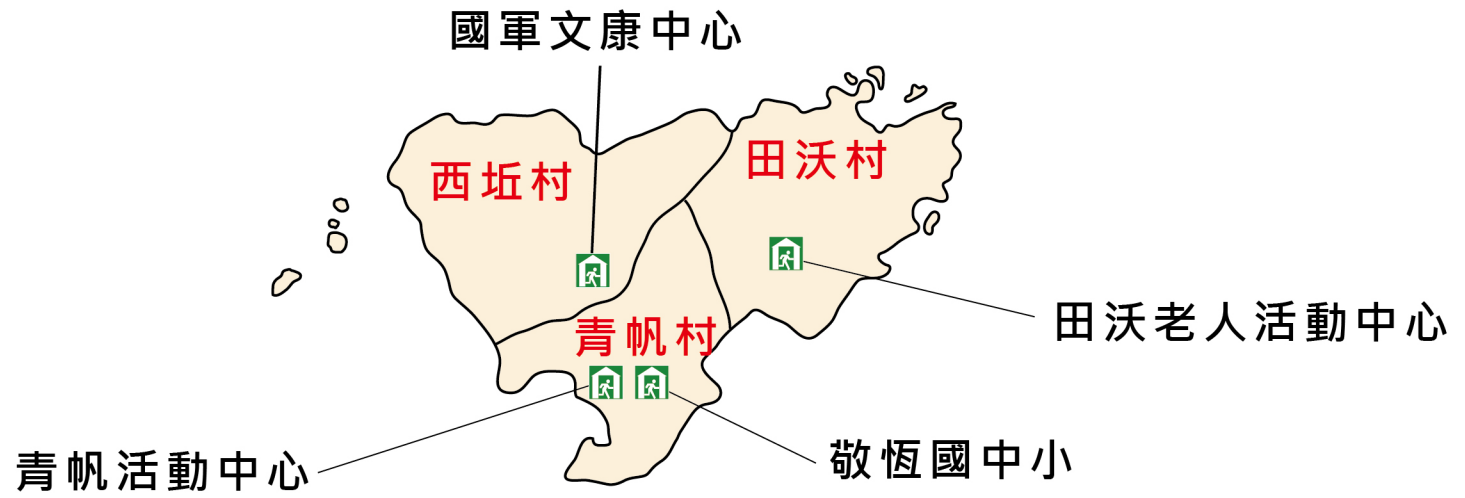 國軍文康中心
田沃村
西坵村
田沃老人活動中心
青帆村
敬恆國中小
青帆活動中心